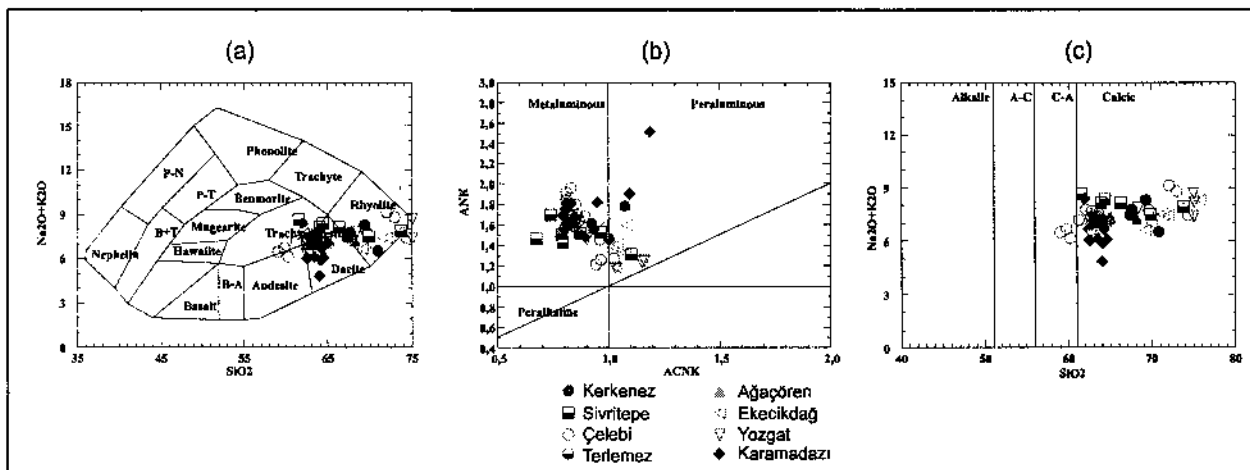 (a)
(b)
(c)
18
15
12
9
6
3
0
Na2O+K2O
Phonolite
P-N
Trachyte
P-T
Benmorite
Rhyolite
B+T
Mugearite
Hawaiite
Nephelin
Dacite
B-A
Andesite
Basalt
35
45
55
65
75
SiO2
3,0
2,8
2,6
2,4
2,2
2,0
1,8
1,6
1,4
1,2
1,0
0,8
0,6
0,4
ANK
Metaluminous
Peraluminous
Peralkaline
0,5
1,0
1,5
2,0
ACNK
15
12
9
6
3
0
Na2O+K2O
Alkalie
A-C
C-A
Calcic
40
50
60
70
80
SiO2
Kerkenez
Ağaçören
Sivritepe
Ekecikdağ
Çelebi
Yozgat
Terlemez
Karamadazı